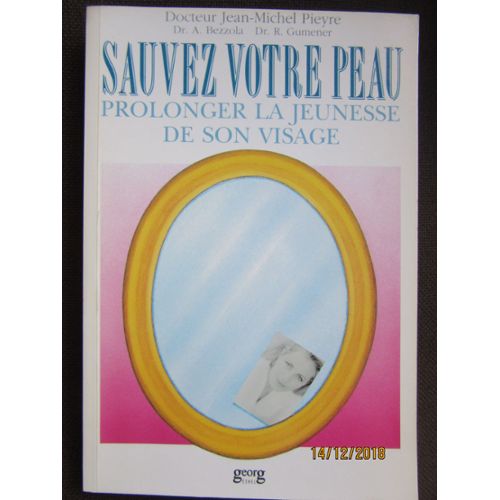 Docteur Jean-Michel Pieyre
Dr. A. Bezzola Dr. R. Gumener
SAUVEZ VOTRE PEAU
PROLONGER LA JEUNESSE
DE SON VISAGE
14/12/2018
georg